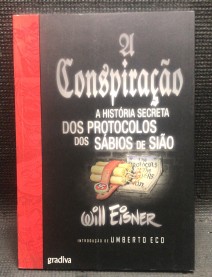 A
Conspiração
A HISTÓRIA SECRETA
DOS PROTOCOLOS
DOS SÁBIOS DE SIÃO
Will EISNER
INTRODUÇÃO DE UMBERTO ECO
gradiva